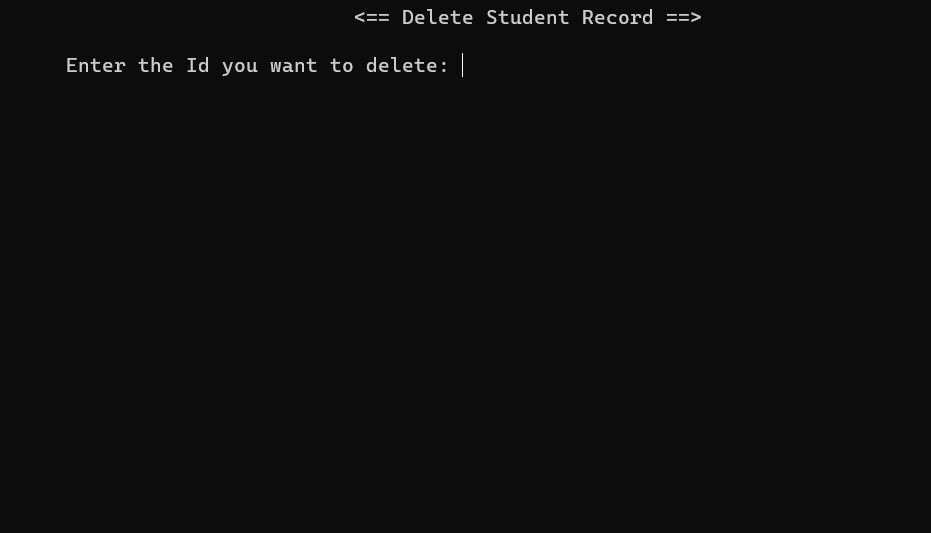 <== Delete Student Record ==>
Enter the Id you want to delete: